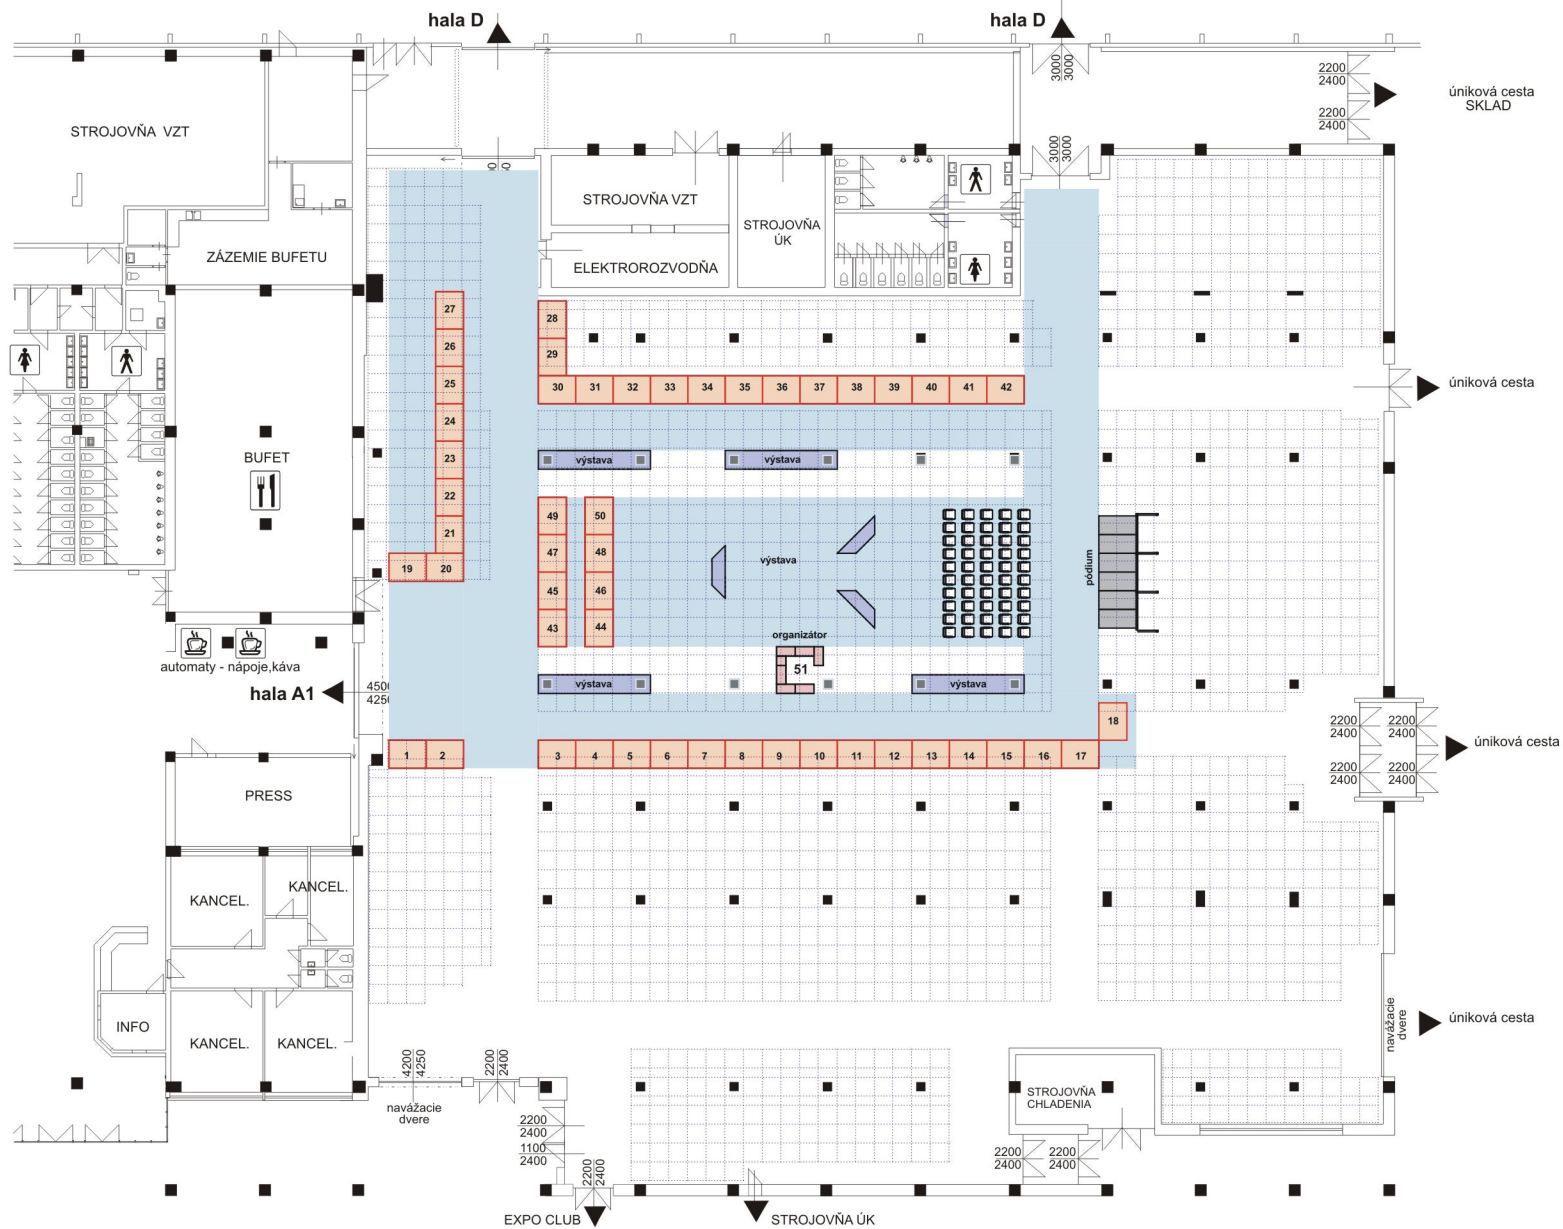 hala D
hala D
3000
3000
2200
2400
2200
2400
úniková cesta
SKLAD
STROJOVŇA VZT
3000
3000
STROJOVŇA VZT
STROJOVŇA
ÚK
ZÁZEMIE BUFETU
ELEKTROROZVODŇA
27
28
26
29
25
30 31 32 33 34 35 36 37 38 39 40 41 42
úniková cesta
24
BUFET
23
výstava
výstava
22
49
50
21
47
48
výstava
pódium
19
20
45
46
43
44
organizátor
automaty - nápoje,káva
51
hala A1
4500
4250
výstava
výstava
18
2200
2400
2200
2400
úniková cesta
1 2 3 4 5 6 7 8 9 10 11 12 13 14 15 16 17
2200
2400
2200
2400
PRESS
KANCEL.
KANCEL.
INFO
KANCEL.
KANCEL.
navážacie
dvere
úniková cesta
4200
4250
2200
2400
navážacie
dvere
STROJOVŇA
CHLADENIA
2200
2400
1100
2400
2200
2400
2200
2400
2200
2400
EXPO CLUB
STROJOVŇA ÚK